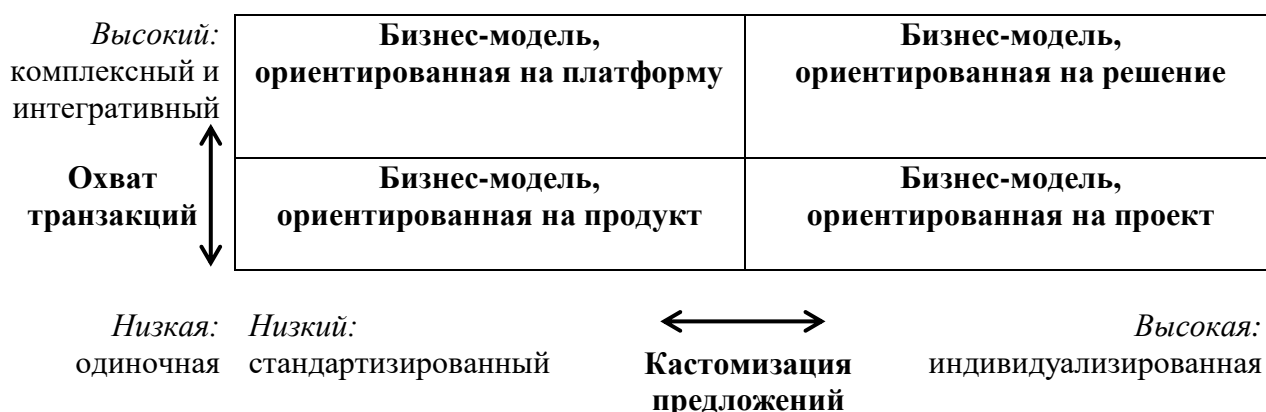 Высокий:
комплексный и
интегративный
Бизнес-модель,
ориентированная на платформу
Бизнес-модель,
ориентированная на решение
Охват
транзакций
Бизнес-модель,
ориентированная на продукт
Бизнес-модель,
ориентированная на проект
Низкая:
одиночная
Низкий:
стандартизированный
Кастомизация
предложений
Высокая:
индивидуализированная